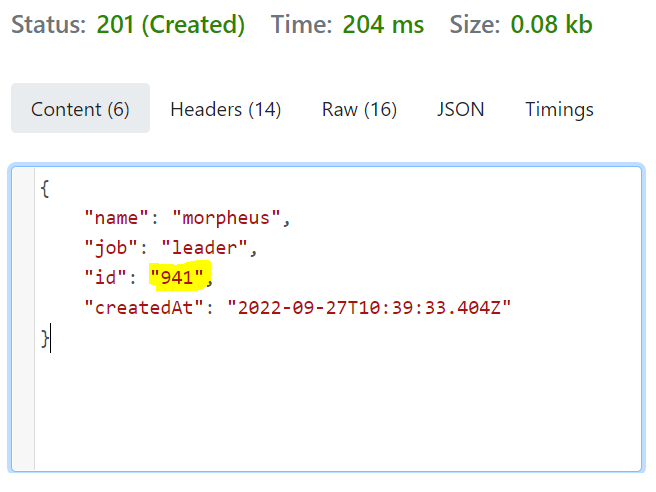 Status: 201 (Created) Time: 204 ms Size: 0.08 kb
Content (6) Headers (14) Raw (16) JSON Timings
{
    "name": "morpheus",
    "job": "leader",
    "id": "941",
    "createdAt": "2022-09-27T10:39:33.404Z"
}